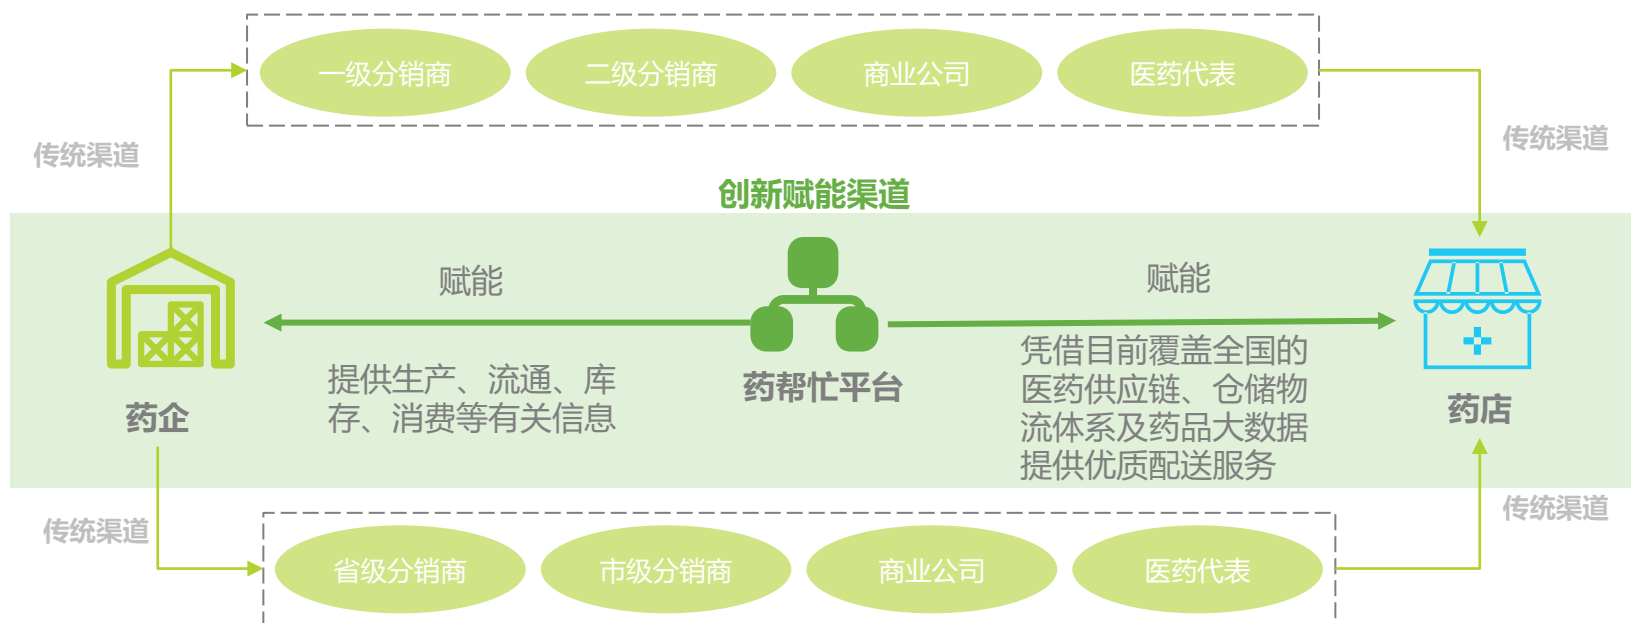 一级分销商
二级分销商
商业公司
医药代表
传统渠道
传统渠道
创新赋能渠道
赋能
赋能
提供生产、流通、库
存、消费等有关信息
药帮忙平台
凭借目前覆盖全国的
医药供应链、仓储物
流体系及药品大数据
提供优质配送服务
药企
药店
传统渠道
传统渠道
省级分销商
市级分销商
商业公司
医药代表